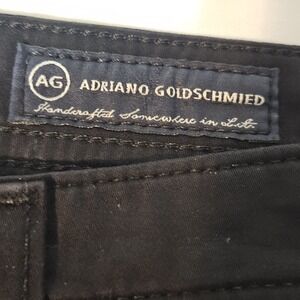 AG ADRIANO GOLDSCHMIED
Handcrafted Somewhere in L.A.